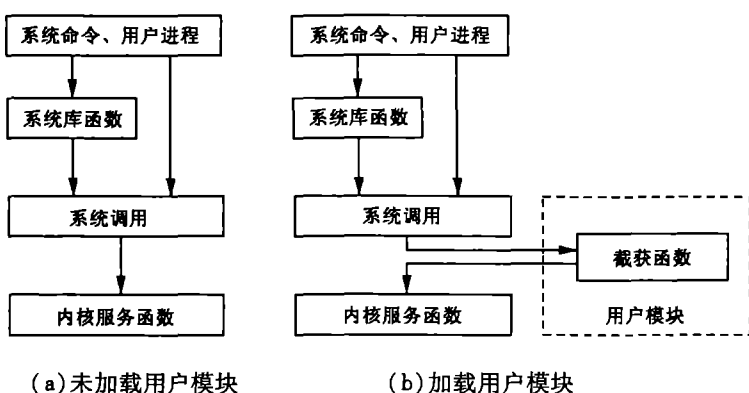 系统命令、用户进程
系统命令、用户进程
系统库函数
系统库函数
系统调用
系统调用
截获函数
内核服务函数
内核服务函数
用户模块
(a)未加载用户模块
(b)加载用户模块